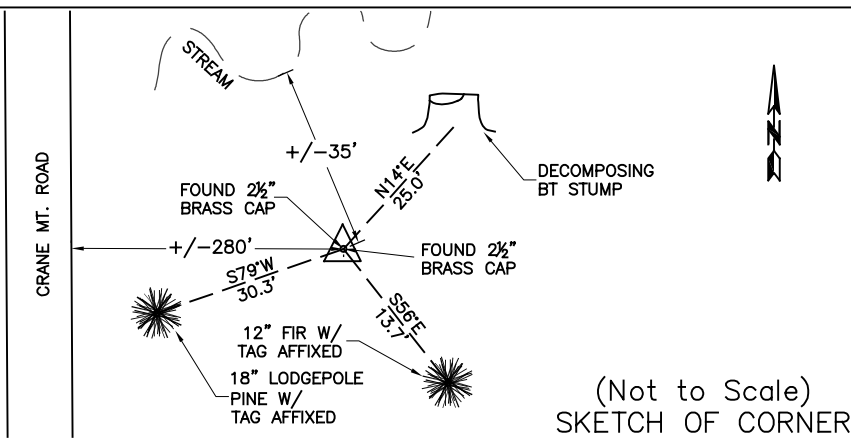 STREAM
+/-35'
N14°E
25.0'
DECOMPOSING
BT STUMP
N
FOUND 2½"
BRASS CAP
CRANE MT. ROAD
+/-280'
FOUND 2½"
BRASS CAP
S79°W
30.3'
S56°E
13.7'
12" FIR W/
TAG AFFIXED
18" LODGEPOLE
PINE W/
TAG AFFIXED
(Not to Scale)
SKETCH OF CORNER